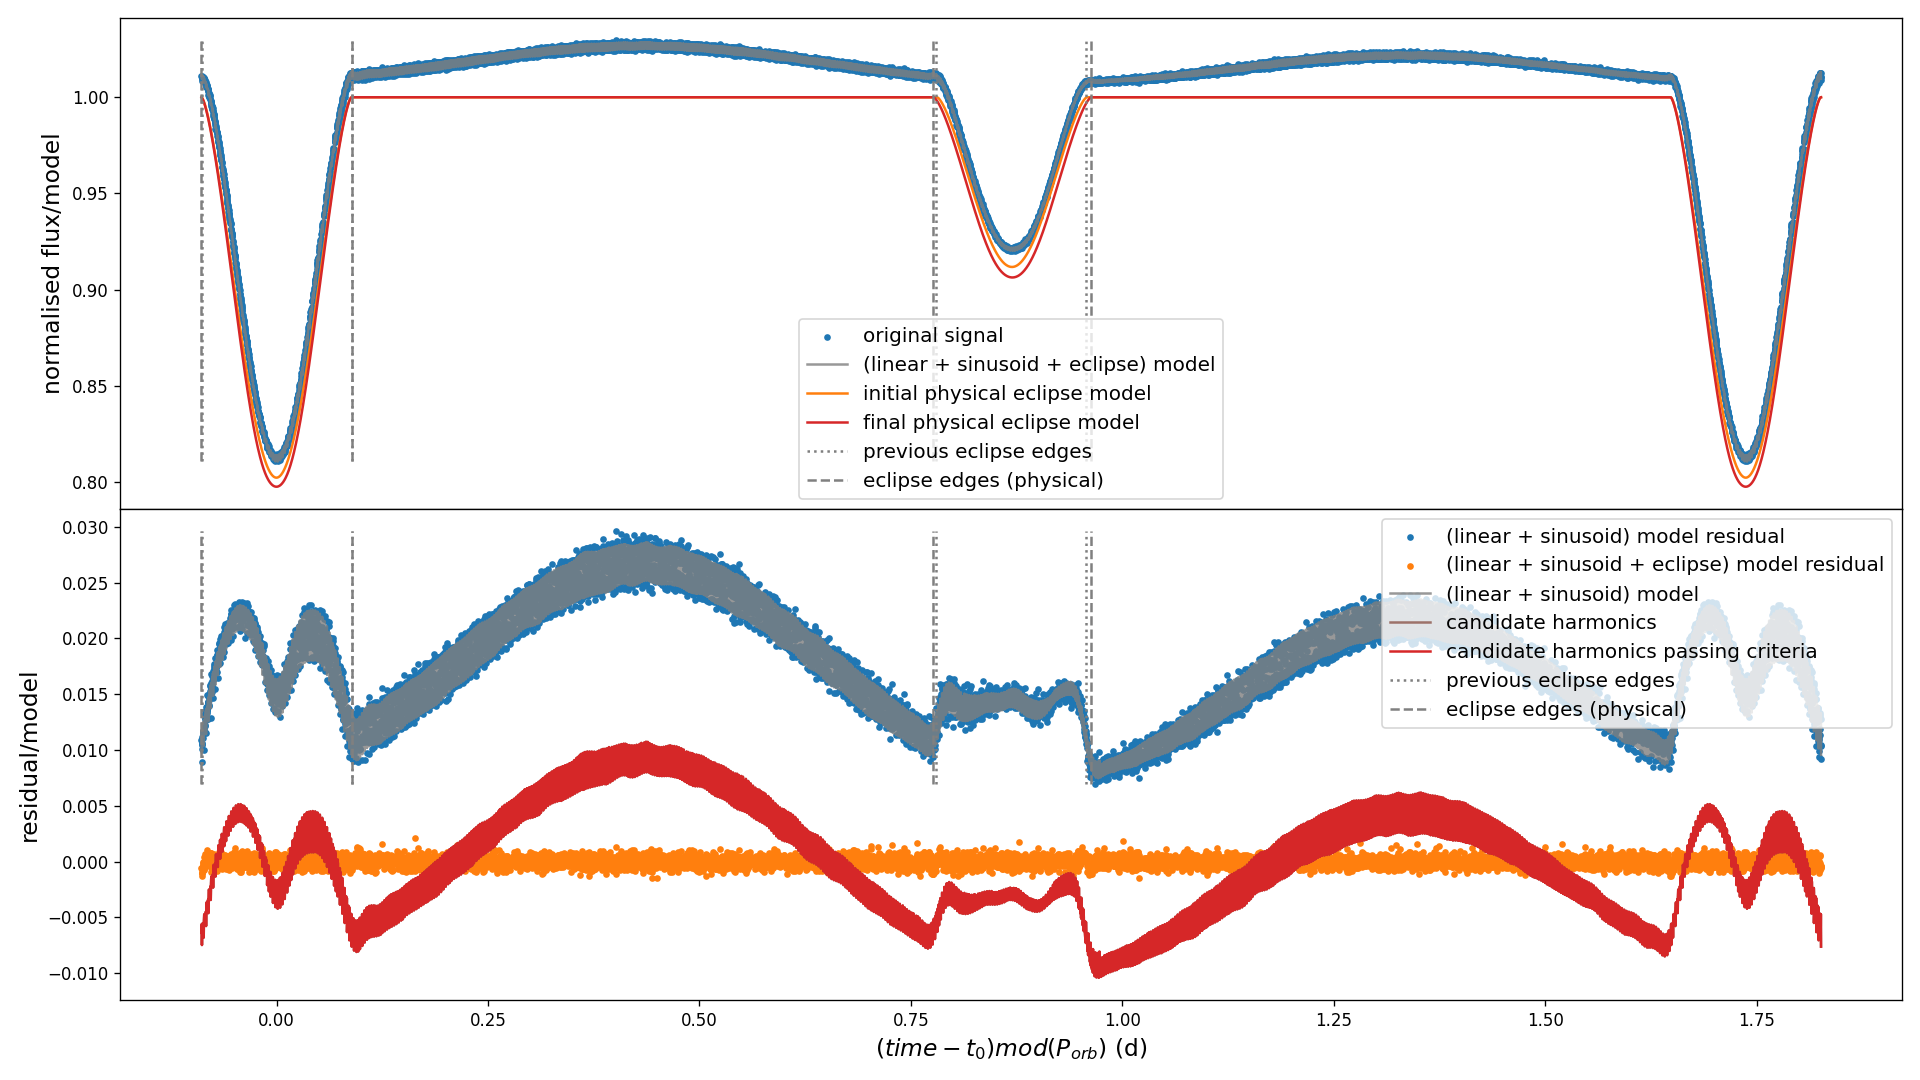 normalised flux/model
1.00
0.95
0.90
0.85
0.80
original signal
(linear + sinusoid + eclipse) model
initial physical eclipse model
final physical eclipse model
previous eclipse edges
eclipse edges (physical)
residual/model
0.030
0.025
0.020
0.015
0.010
0.005
0.000
−0.005
−0.010
(linear + sinusoid) model residual
(linear + sinusoid + eclipse) model residual
(linear + sinusoid) model
candidate harmonics
candidate harmonics passing criteria
previous eclipse edges
eclipse edges (physical)
0.00 0.25 0.50 0.75 1.00 1.25 1.50 1.75
(time − t₀)mod(P_orb) (d)